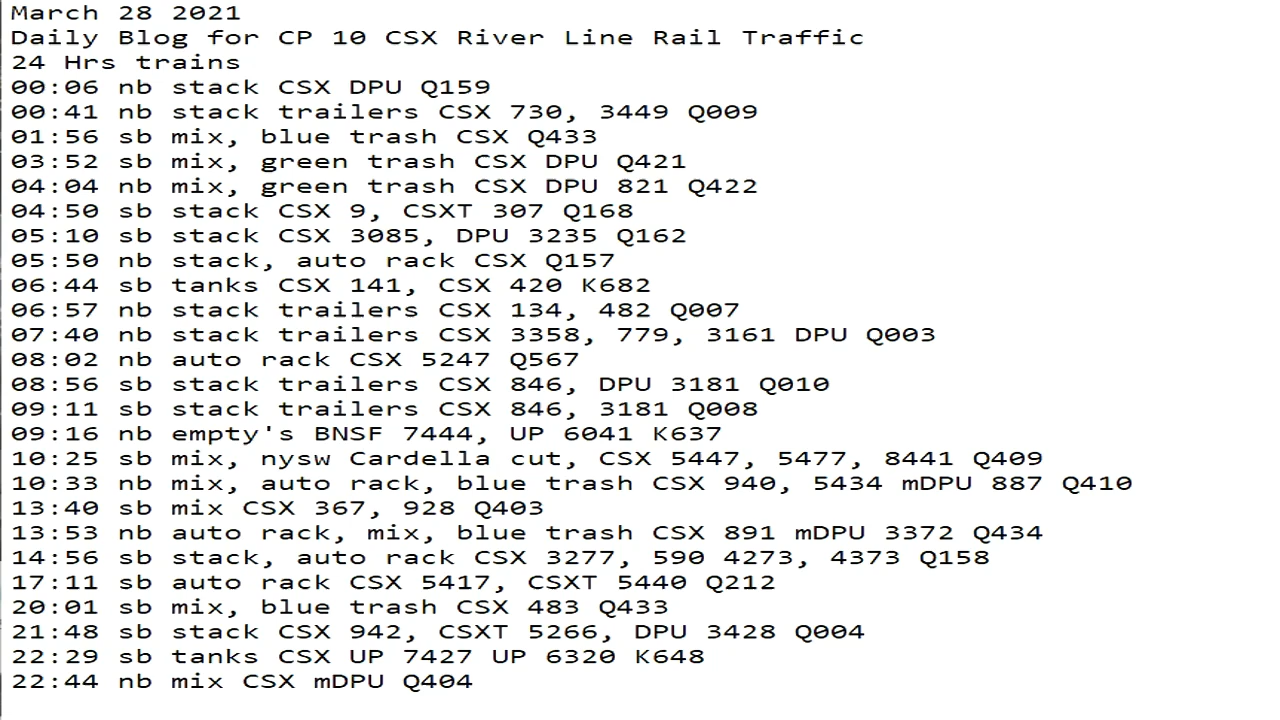 March 28 2021
Daily Blog for CP 10 CSX River Line Rail Traffic
24 Hrs trains
00:06 nb stack CSX DPU Q159
00:41 nb stack trailers CSX 730, 3449 Q009
01:56 sb mix, blue trash CSX Q433
03:52 sb mix, green trash CSX DPU Q421
04:04 nb mix, green trash CSX DPU 821 Q422
04:50 sb stack CSX 9, CSXT 307 Q168
05:10 sb stack CSX 3085, DPU 3235 Q162
05:50 nb stack, auto rack CSX Q157
06:44 sb tanks CSX 141, CSX 420 K682
06:57 nb stack trailers CSX 134, 482 Q007
07:40 nb stack trailers CSX 3358, 779, 3161 DPU Q003
08:02 nb auto rack CSX 5247 Q567
08:56 sb stack trailers CSX 846, DPU 3181 Q010
09:11 sb stack trailers CSX 846, 3181 Q008
09:16 nb empty's BNSF 7444, UP 6041 K637
10:25 sb mix, nysw Cardella cut, CSX 5447, 5477, 8441 Q409
10:33 nb mix, auto rack, blue trash CSX 940, 5434 mDPU 887 Q410
13:40 sb mix CSX 367, 928 Q403
13:53 nb auto rack, mix, blue trash CSX 891 mDPU 3372 Q434
14:56 sb stack, auto rack CSX 3277, 590 4273, 4373 Q158
17:11 sb auto rack CSX 5417, CSXT 5440 Q212
20:01 sb mix, blue trash CSX 483 Q433
21:48 sb stack CSX 942, CSXT 5266, DPU 3428 Q004
22:29 sb tanks CSX UP 7427 UP 6320 K648
22:44 nb mix CSX mDPU Q404